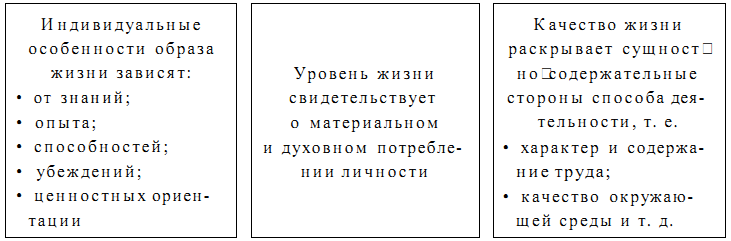 Индивидуальные
особенности образа
жизни зависят:
• от знаний;
• опыта;
• способностей;
• убеждений;
• ценностных ориен-
тации
Уровень жизни
свидетельствует
о материальном
и духовном потребле-
нии личности
Качество жизни
раскрывает сущност□
но□содержательные
стороны способа дея-
тельности, т. е.
• характер и содержа-
ние труда;
• качество окружаю-
щей среды и т. д.